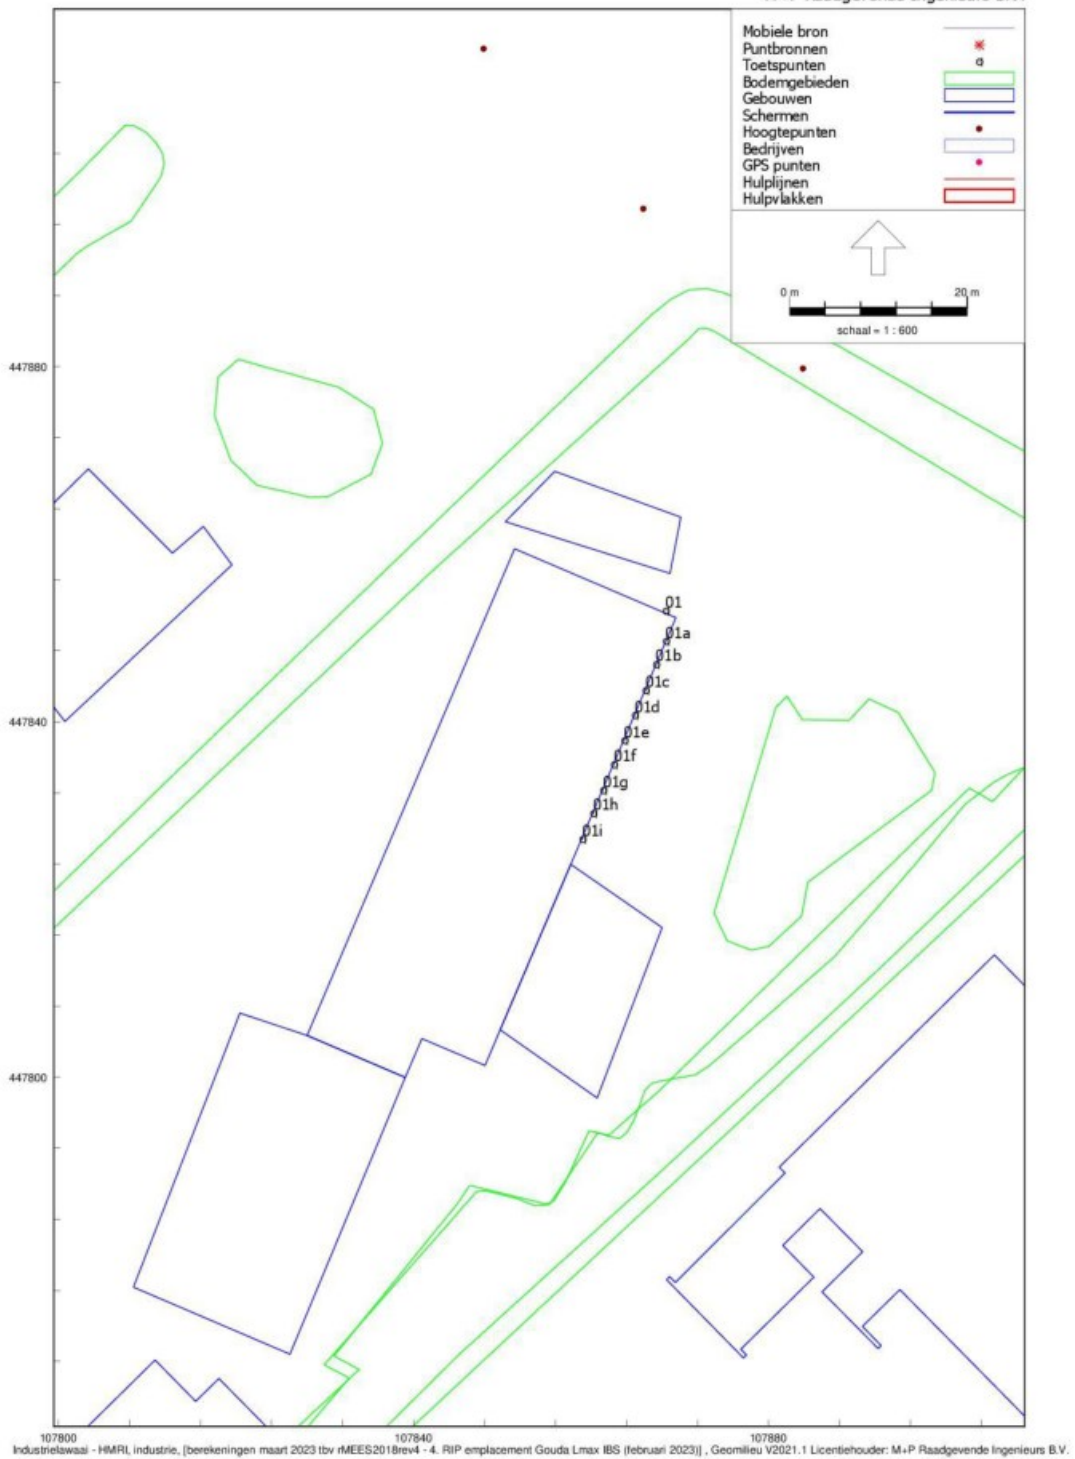 Mobiele bron
Puntbronnen
Toetspunten
Bodemgebieden
Gebouwen
Schermen
Hoogtepunten
Bedrijven
GPS punten
Hulplijnen
Hulpvlakken
0 m 20 m
schaal = 1 : 600
447880
01
01a
01b
01c
447840
01d
01e
01f
01g
01h
01i
447800
107800 107840 107880
Industrielawaai - HMRI, industrie, [berekeningen maart 2023 tbv rMEES2018rev4 - 4. RIP emplacement Gouda Lmax IBS (februari 2023)] , Geomilieu V2021.1 Licentiehouder: M+P Raadgevende Ingenieurs B.V.